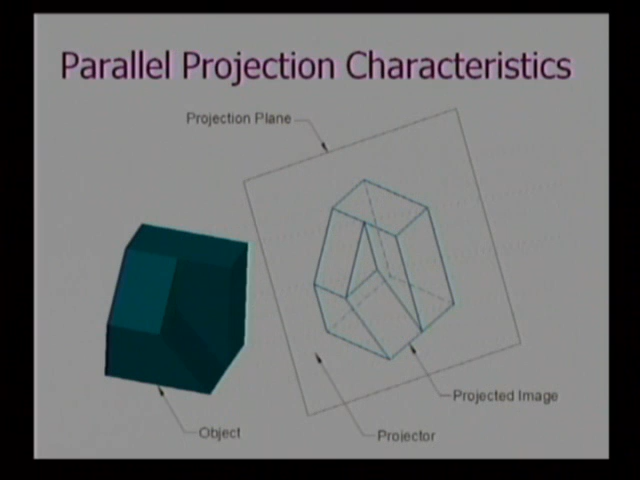 Parallel Projection Characteristics
Projection Plane
Projected Image
Object
Projector